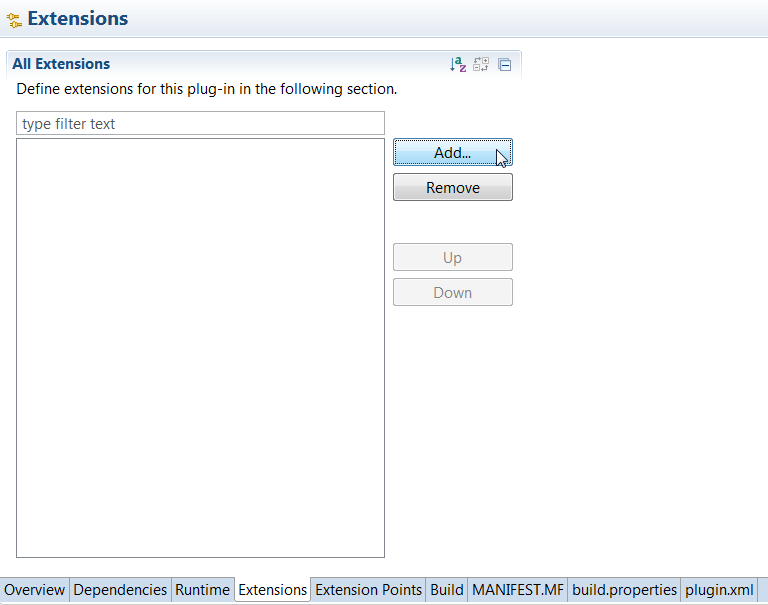 Extensions
All Extensions
Define extensions for this plug-in in the following section.
type filter text
Add...
Remove
Up
Down
Overview Dependencies Runtime Extensions Extension Points Build MANIFEST.MF build.properties plugin.xml